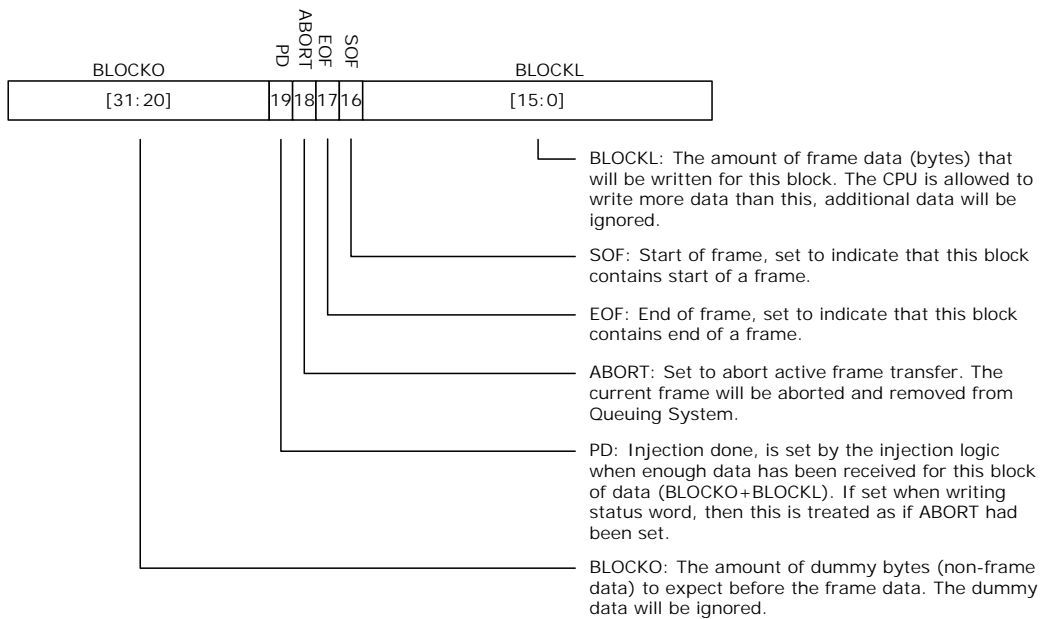 PD
ABORT
EOF
SOF
BLOCKO
BLOCKL
[31:20]
19
18
17
16
[15:0]
BLOCKL: The amount of frame data (bytes) that
will be written for this block. The CPU is allowed to
write more data than this, additional data will be
ignored.
SOF: Start of frame, set to indicate that this block
contains start of a frame.
EOF: End of frame, set to indicate that this block
contains end of a frame.
ABORT: Set to abort active frame transfer. The
current frame will be aborted and removed from
Queuing System.
PD: Injection done, is set by the injection logic
when enough data has been received for this block
of data (BLOCKO+BLOCKL). If set when writing
status word, then this is treated as if ABORT had
been set.
BLOCKO: The amount of dummy bytes (non-frame
data) to expect before the frame data. The dummy
data will be ignored.